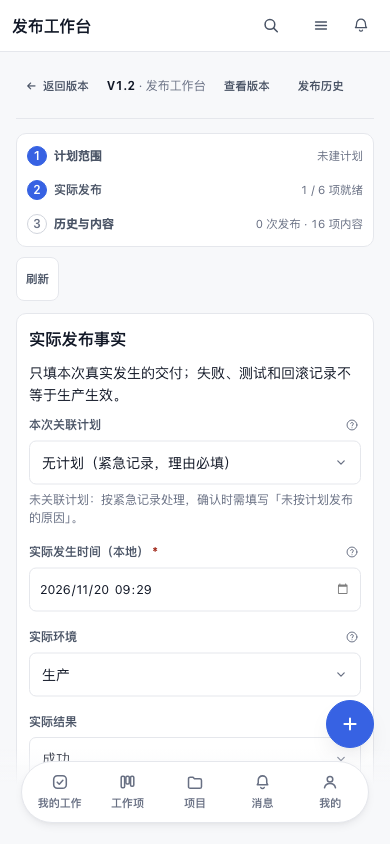 发布工作台
← 返回版本 V1.2 · 发布工作台 查看版本 发布历史
1 计划范围 未建计划
2 实际发布 1 / 6 项就绪
3 历史与内容 0 次发布 · 16 项内容
刷新
实际发布事实
只填本次真实发生的交付；失败、测试和回滚记录不
等于生产生效。
本次关联计划
无计划（紧急记录，理由必填）
未关联计划：按紧急记录处理，确认时需填写「未按计划发布
的原因」。
实际发生时间（本地） *
2026/11/20 09:29
实际环境
生产
实际结果
成功
我的工作 工作项 项目 消息 我的